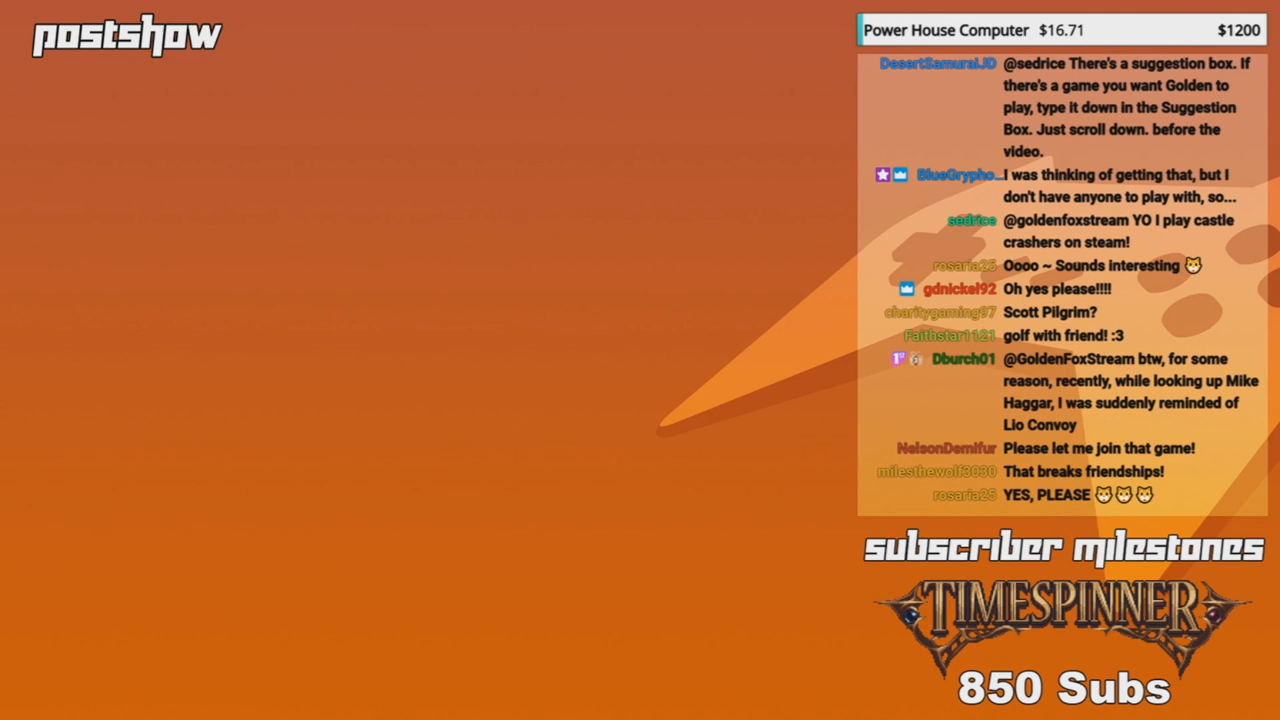 postshow
Power House Computer $16.71 $1200
DesertSamuraiJD @sedrice There's a suggestion box. If
there's a game you want Golden to
play, type it down in the Suggestion
Box. Just scroll down. before the
video.
BlueGrypho... I was thinking of getting that, but I
don't have anyone to play with, so...
sedrice @goldenfoxstream YO I play castle
crashers on steam!
rosaria25 Oooo ~ Sounds interesting
gdnickel92 Oh yes please!!!!
charitygaming97 Scott Pilgrim?
Faithstar1121 golf with friend! :3
Dburch01 @GoldenFoxStream btw, for some
reason, recently, while looking up Mike
Haggar, I was suddenly reminded of
Lio Convoy
NelsonDemifur Please let me join that game!
milesthewolf3030 That breaks friendships!
rosaria25 YES, PLEASE
subscriber milestones
TIMESPINNER
850 Subs